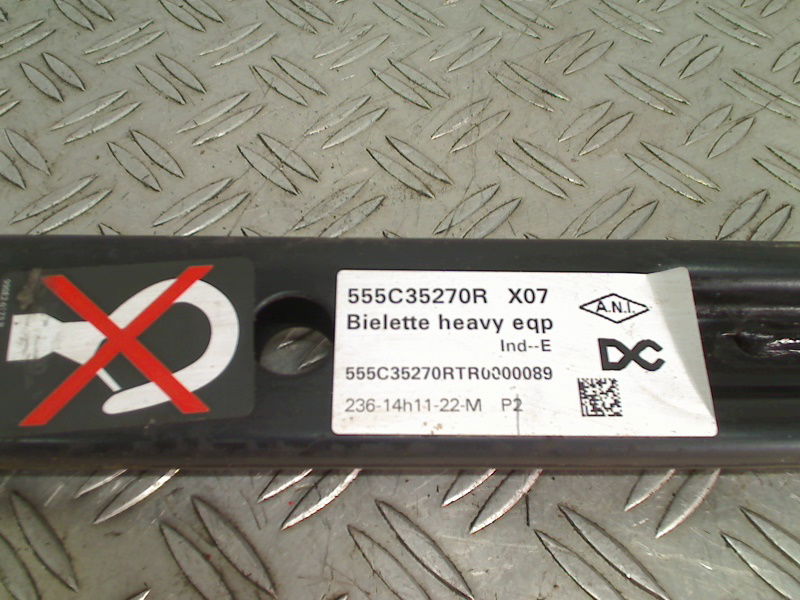 555C35270R X07
A.N.I.
Bielette heavy eqp
Ind--E
DC
555C35270RTR0000089
236-14h11-22-M P2